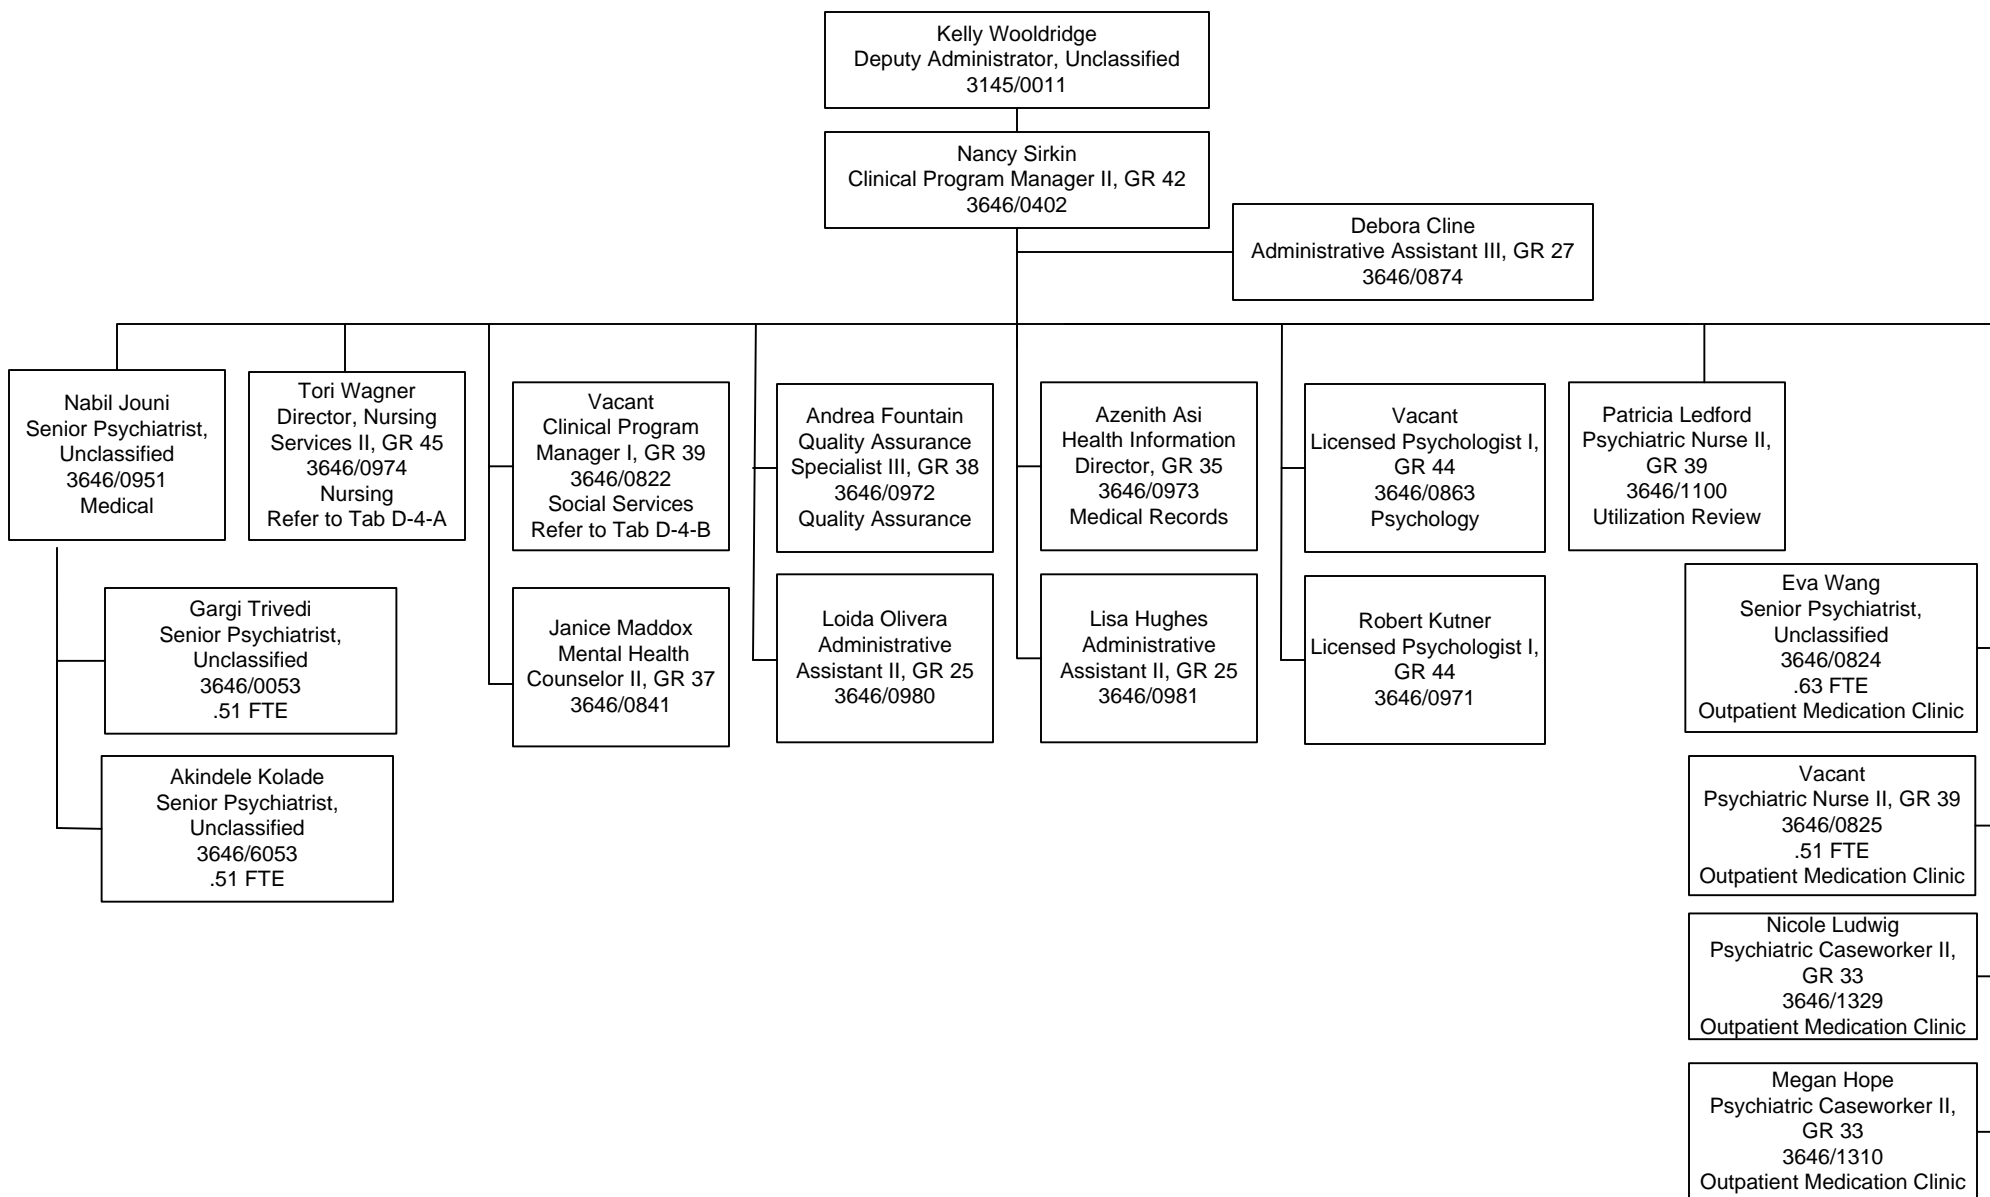 Kelly Wooldridge
Deputy Administrator, Unclassified
3145/0011
Nancy Sirkin
Clinical Program Manager II, GR 42
3646/0402
Debora Cline
Administrative Assistant III, GR 27
3646/0874
Nabil Jouni
Senior Psychiatrist,
Unclassified
3646/0951
Medical
Tori Wagner
Director, Nursing
Services II, GR 45
3646/0974
Nursing
Refer to Tab D-4-A
Vacant
Clinical Program
Manager I, GR 39
3646/0822
Social Services
Refer to Tab D-4-B
Andrea Fountain
Quality Assurance
Specialist III, GR 38
3646/0972
Quality Assurance
Azenith Asi
Health Information
Director, GR 35
3646/0973
Medical Records
Vacant
Licensed Psychologist I,
GR 44
3646/0863
Psychology
Patricia Ledford
Psychiatric Nurse II,
GR 39
3646/1100
Utilization Review
Gargi Trivedi
Senior Psychiatrist,
Unclassified
3646/0053
.51 FTE
Janice Maddox
Mental Health
Counselor II, GR 37
3646/0841
Loida Olivera
Administrative
Assistant II, GR 25
3646/0980
Lisa Hughes
Administrative
Assistant II, GR 25
3646/0981
Robert Kutner
Licensed Psychologist I,
GR 44
3646/0971
Eva Wang
Senior Psychiatrist,
Unclassified
3646/0824
.63 FTE
Outpatient Medication Clinic
Akindele Kolade
Senior Psychiatrist,
Unclassified
3646/6053
.51 FTE
Vacant
Psychiatric Nurse II, GR 39
3646/0825
.51 FTE
Outpatient Medication Clinic
Nicole Ludwig
Psychiatric Caseworker II,
GR 33
3646/1329
Outpatient Medication Clinic
Megan Hope
Psychiatric Caseworker II,
GR 33
3646/1310
Outpatient Medication Clinic